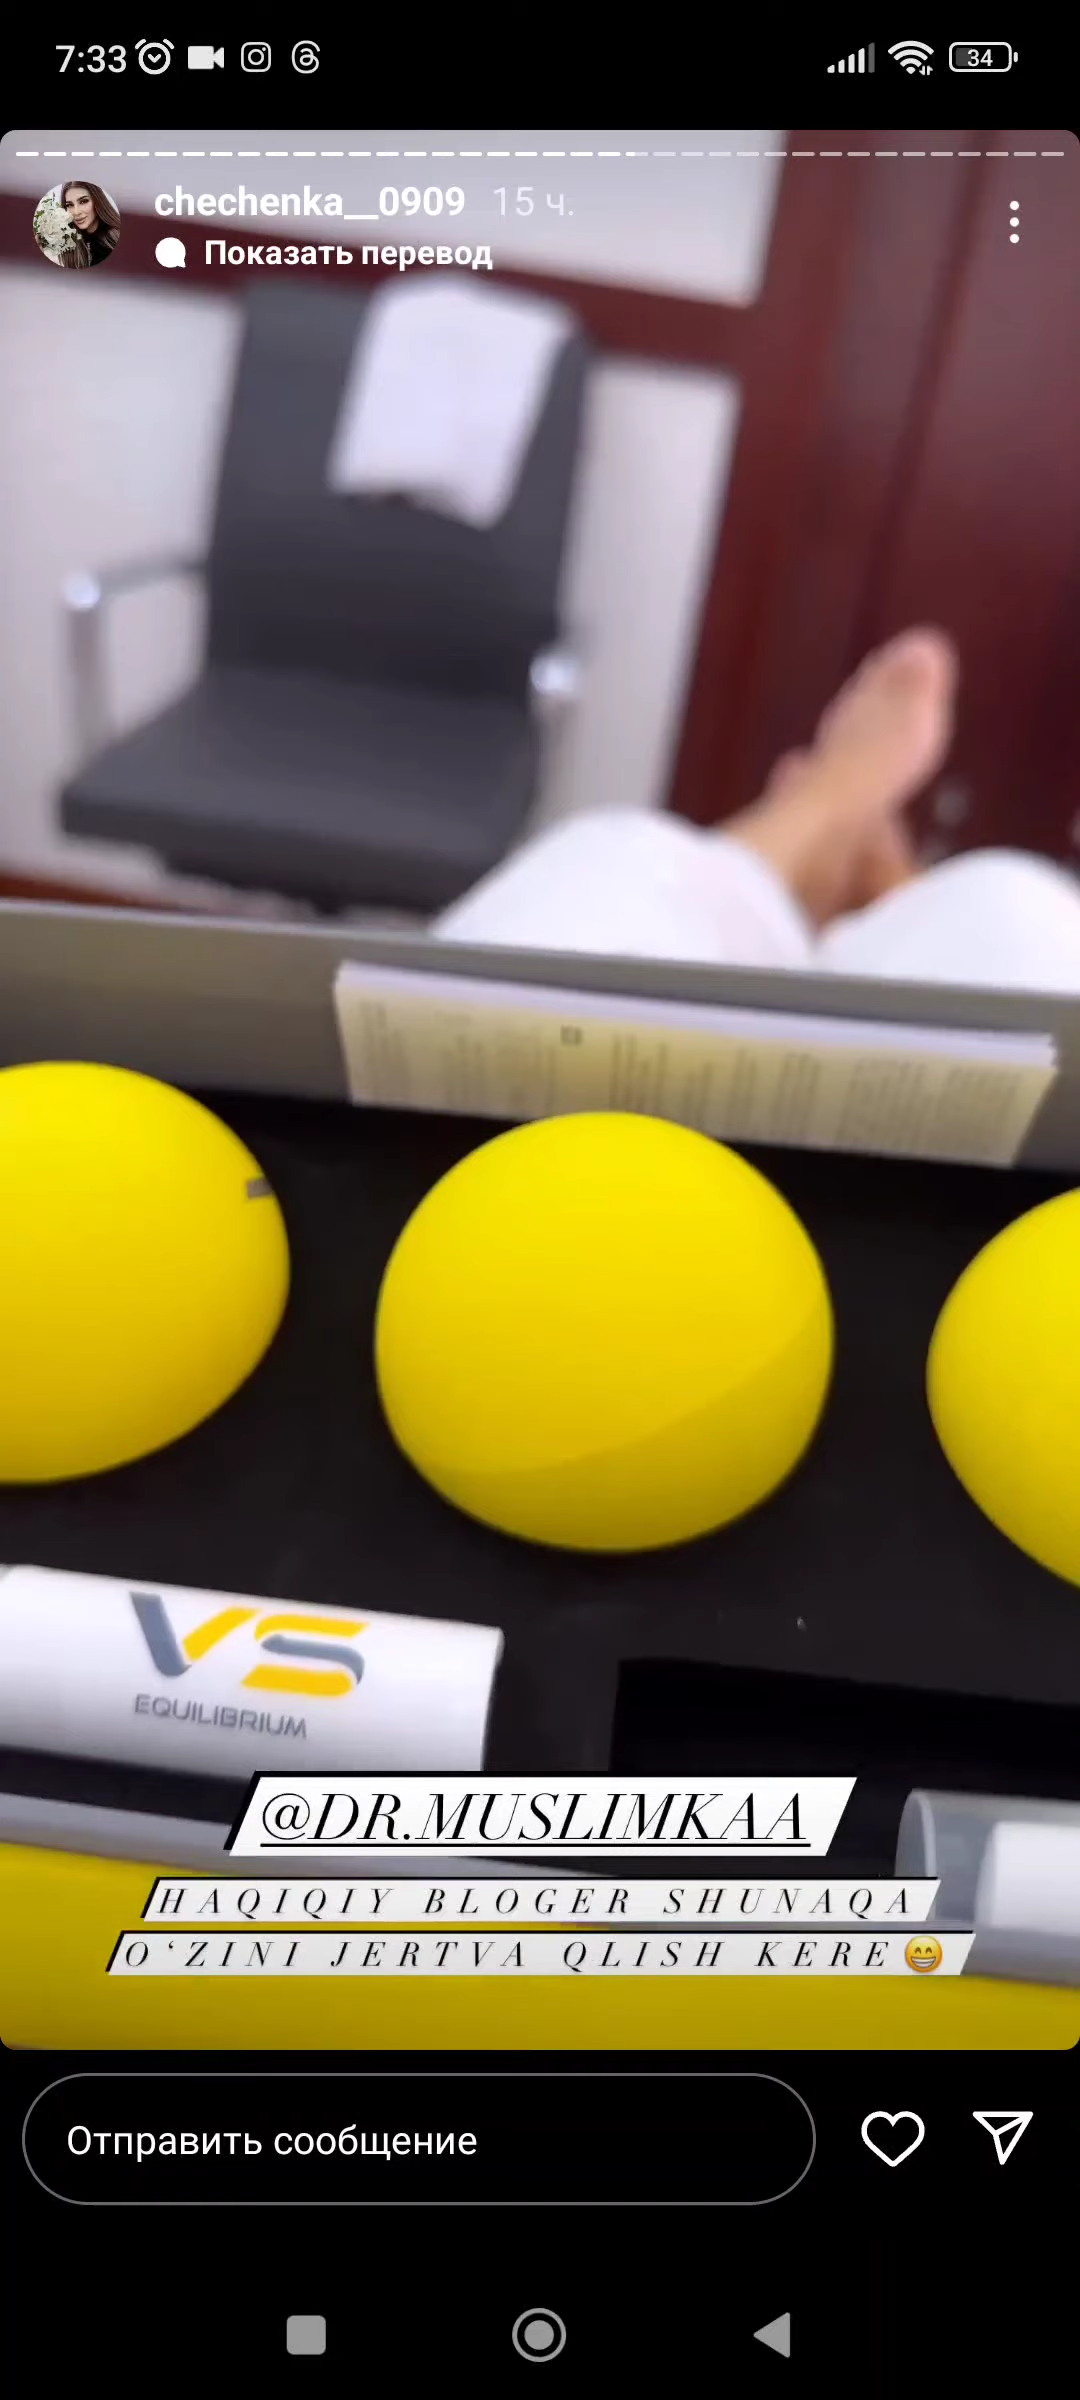 7:33
34
chechenka__0909 15 ч.
Показать перевод
VS
EQUILIBRIUM
@DR.MUSLIMKAA
HAQIQIY BLOGER SHUNAQA
O‘ZINI JERTVA QLISH KERE😁
Отправить сообщение